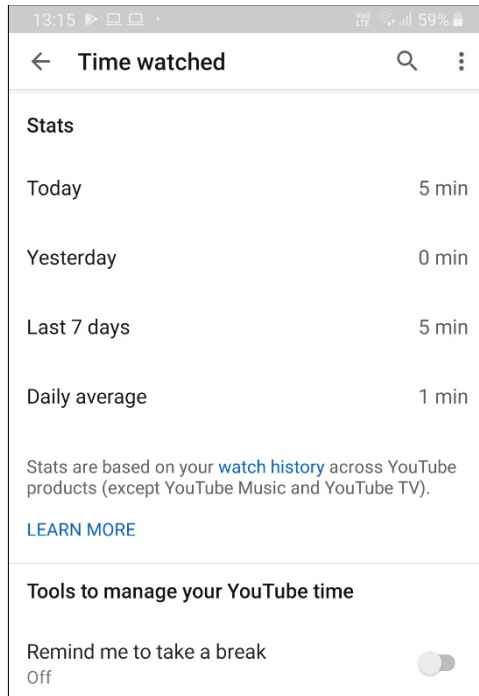 13:15
Vo) LTE 59%
Time watched
Stats
Today 5 min
Yesterday 0 min
Last 7 days 5 min
Daily average 1 min
Stats are based on your watch history across YouTube
products (except YouTube Music and YouTube TV).
LEARN MORE
Tools to manage your YouTube time
Remind me to take a break
Off